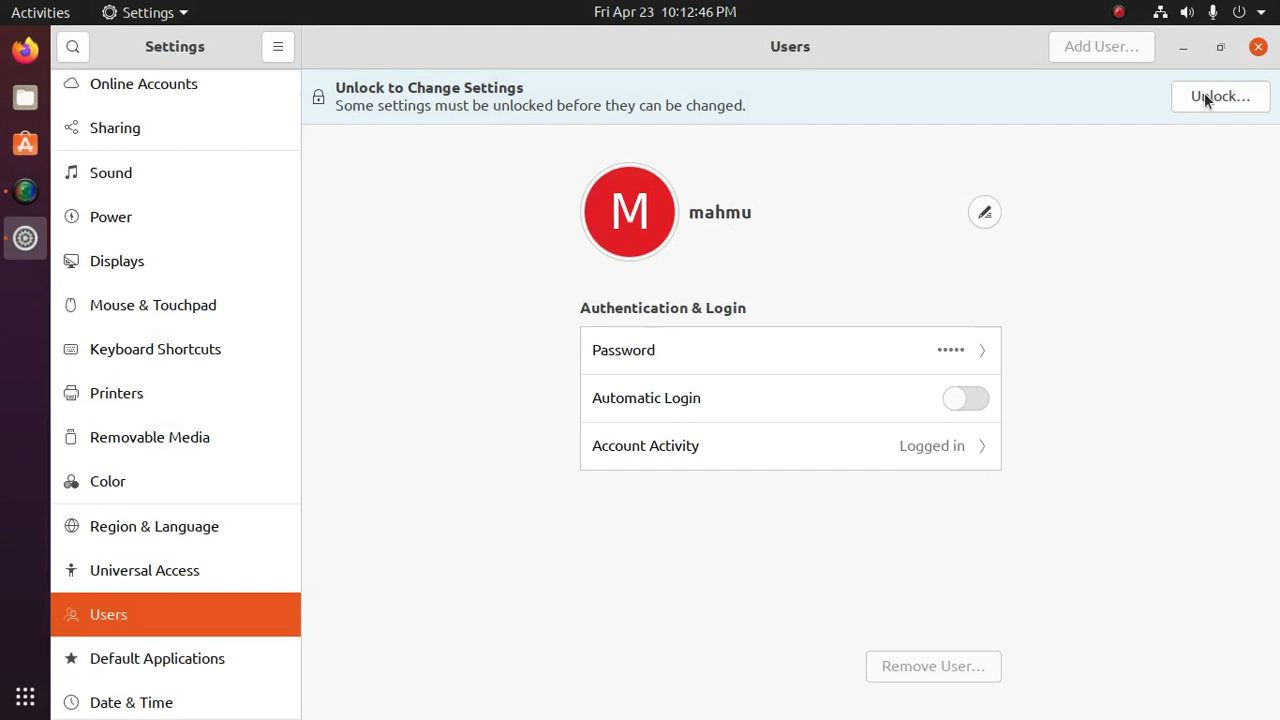 Activities
Settings
Fri Apr 23 10:12:46 PM
Settings
Users
Add User...
Online Accounts
Sharing
Sound
Power
Displays
Mouse & Touchpad
Keyboard Shortcuts
Printers
Removable Media
Color
Region & Language
Universal Access
Users
Default Applications
Date & Time
Unlock to Change Settings
Some settings must be unlocked before they can be changed.
Unlock...
M
mahmu
Authentication & Login
Password •••••
Automatic Login
Account Activity Logged in
Remove User...